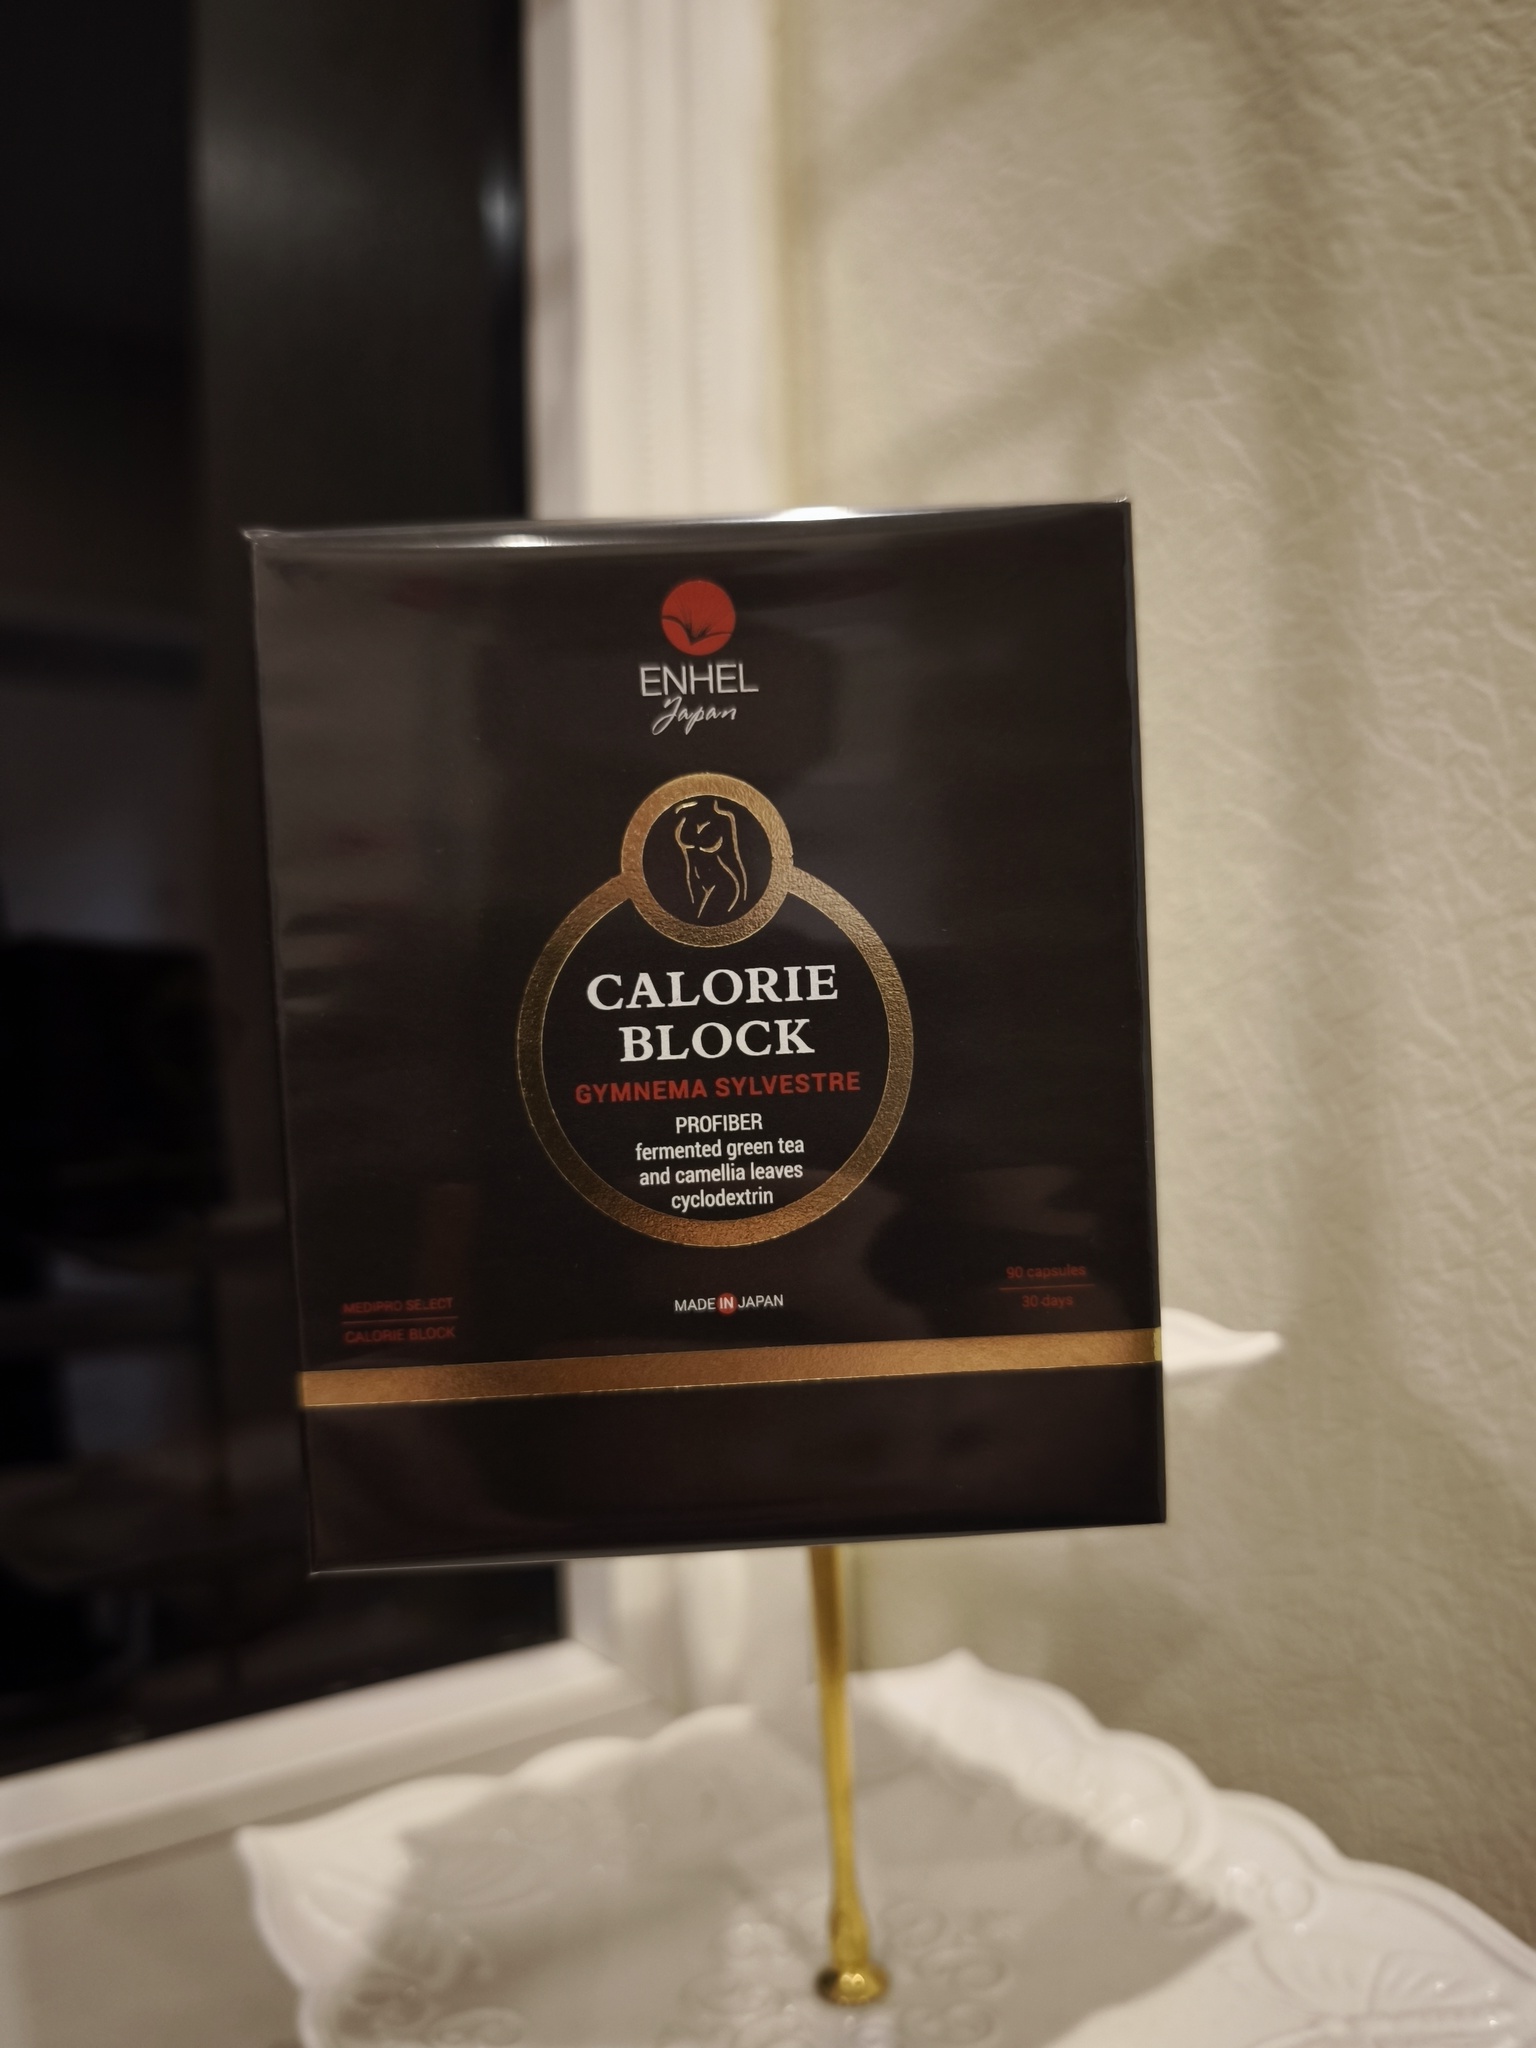 ENHEL
Japan
CALORIE
BLOCK
GYMNEMA SYLVESTRE
PROFIBER
fermented green tea
and camellia leaves
cyclodextrin
MADE IN JAPAN
MEDIPRO SELECT
CALORIE BLOCK
90 capsules
30 days